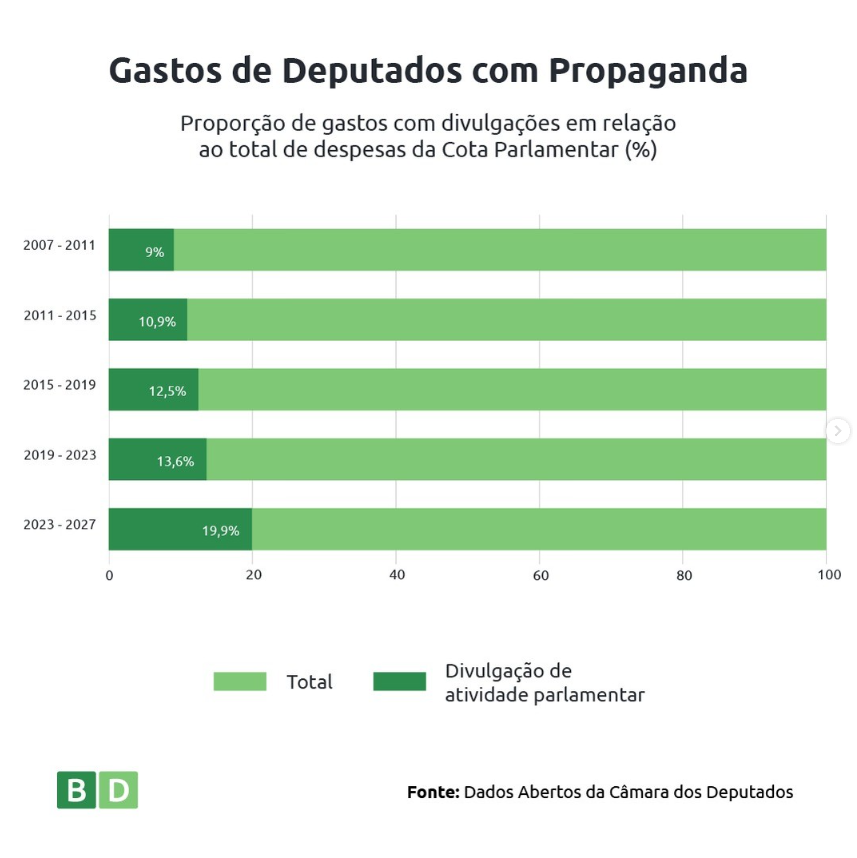 Gastos de Deputados com Propaganda
Proporção de gastos com divulgações em relação
ao total de despesas da Cota Parlamentar (%)
2007 - 2011
9%
2011 - 2015
10,9%
2015 - 2019
12,5%
2019 - 2023
13,6%
2023 - 2027
19,9%
0 20 40 60 80 100
Total
Divulgação de
atividade parlamentar
BD
Fonte: Dados Abertos da Câmara dos Deputados